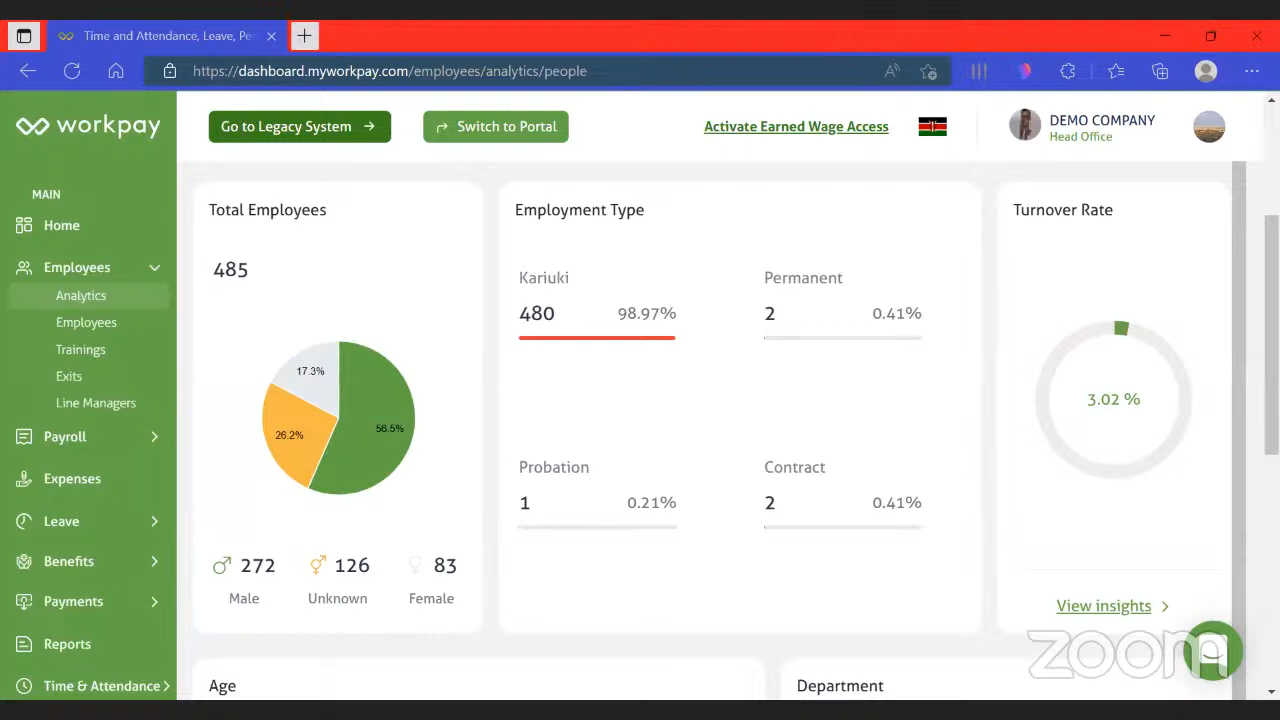 Time and Attendance, Leave, Pe
https://dashboard.myworkpay.com/employees/analytics/people
workpay
Go to Legacy System
Switch to Portal
Activate Earned Wage Access
DEMO COMPANY
Head Office
MAIN
Home
Employees
Analytics
Employees
Trainings
Exits
Line Managers
Payroll
Expenses
Leave
Benefits
Payments
Reports
Time & Attendance
Total Employees
485
17.3%
26.2%
56.5%
272
126
83
Male
Unknown
Female
Employment Type
Kariuki
Permanent
480
98.97%
2
0.41%
Probation
Contract
1
0.21%
2
0.41%
Turnover Rate
3.02 %
View insights
zoom
Age
Department